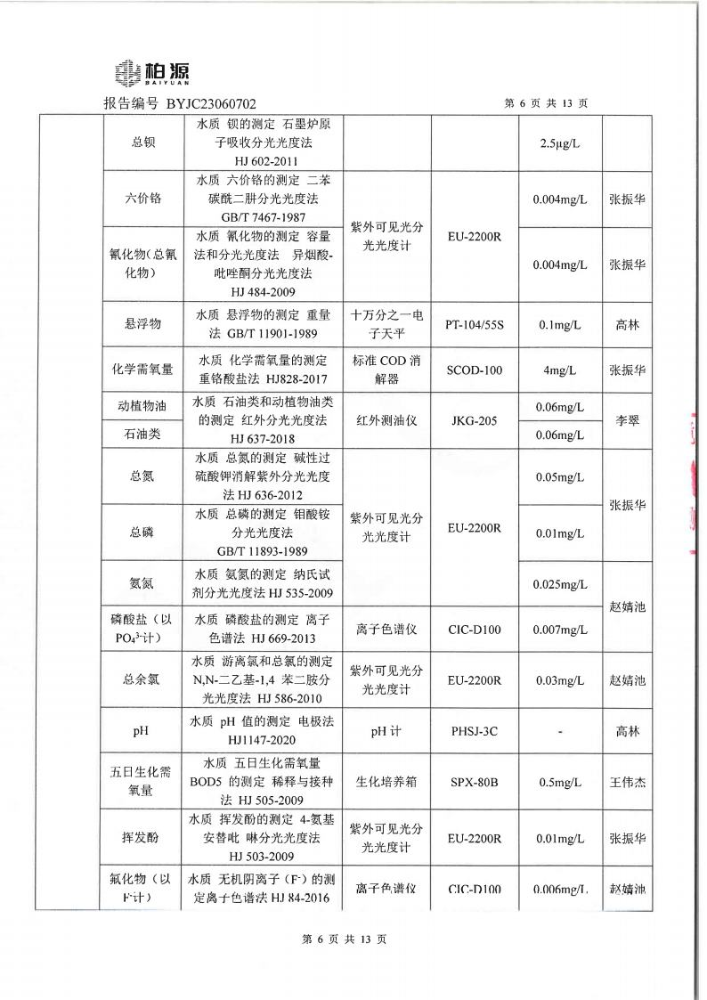 柏源
BAIYUAN
报告编号 BYJC23060702
第 6 页 共 13 页
总钡
水质 钡的测定 石墨炉原
子吸收分光光度法
HJ 602-2011
2.5μg/L
六价铬
水质 六价铬的测定 二苯
碳酰二肼分光光度法
GB/T 7467-1987
紫外可见光分
光光度计
EU-2200R
0.004mg/L
张振华
氰化物（总氰
化物）
水质 氰化物的测定 容量
法和分光光度法 异烟酸-
吡唑酮分光光度法
HJ 484-2009
0.004mg/L
张振华
悬浮物
水质 悬浮物的测定 重量
法 GB/T 11901-1989
十万分之一电
子天平
PT-104/55S
0.1mg/L
高林
化学需氧量
水质 化学需氧量的测定
重铬酸盐法 HJ828-2017
标准 COD 消
解器
SCOD-100
4mg/L
张振华
动植物油
石油类
水质 石油类和动植物油类
的测定 红外分光光度法
HJ 637-2018
红外测油仪
JKG-205
0.06mg/L
0.06mg/L
李翠
总氮
水质 总氮的测定 碱性过
硫酸钾消解紫外分光光度
法 HJ 636-2012
紫外可见光分
光光度计
EU-2200R
0.05mg/L
张振华
总磷
水质 总磷的测定 钼酸铵
分光光度法
GB/T 11893-1989
0.01mg/L
氨氮
水质 氨氮的测定 纳氏试
剂分光光度法 HJ 535-2009
0.025mg/L
赵婧池
磷酸盐（以
PO₄³⁻计）
水质 磷酸盐的测定 离子
色谱法 HJ 669-2013
离子色谱仪
CIC-D100
0.007mg/L
总余氯
水质 游离氯和总氯的测定
N,N-二乙基-1,4 苯二胺分
光光度法 HJ 586-2010
紫外可见光分
光光度计
EU-2200R
0.03mg/L
赵婧池
pH
水质 pH 值的测定 电极法
HJ1147-2020
pH 计
PHSJ-3C
-
高林
五日生化需
氧量
水质 五日生化需氧量
BOD5 的测定 稀释与接种
法 HJ 505-2009
生化培养箱
SPX-80B
0.5mg/L
王伟杰
挥发酚
水质 挥发酚的测定 4-氨基
安替吡 啉分光光度法
HJ 503-2009
紫外可见光分
光光度计
EU-2200R
0.01mg/L
张振华
氟化物（以
F⁻计）
水质 无机阴离子（F⁻）的测
定离子色谱法 HJ 84-2016
离子色谱仪
CIC-D100
0.006mg/L
赵婧池
第 6 页 共 13 页